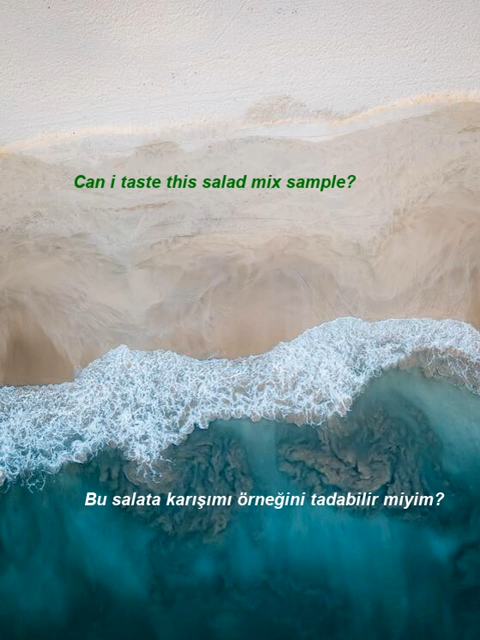 Can i taste this salad mix sample?
Bu salata karışımı örneğini tadabilir miyim?